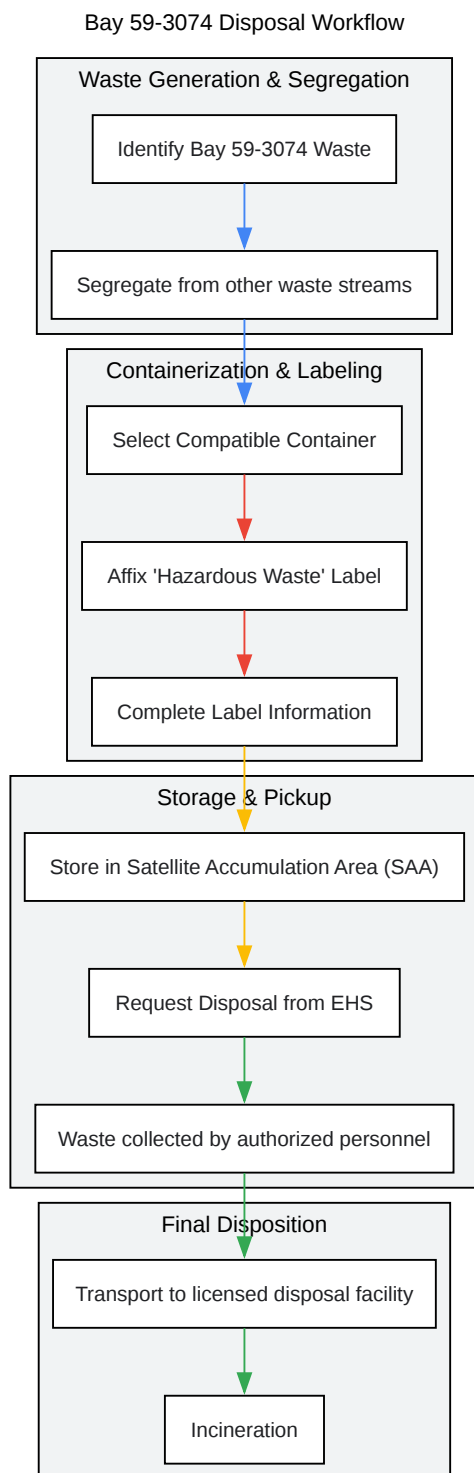 Bay 59-3074 Disposal Workflow
Waste Generation & Segregation
Identify Bay 59-3074 Waste
Segregate from other waste streams
Containerization & Labeling
Select Compatible Container
Affix 'Hazardous Waste' Label
Complete Label Information
Storage & Pickup
Store in Satellite Accumulation Area (SAA)
Request Disposal from EHS
Waste collected by authorized personnel
Final Disposition
Transport to licensed disposal facility
Incineration